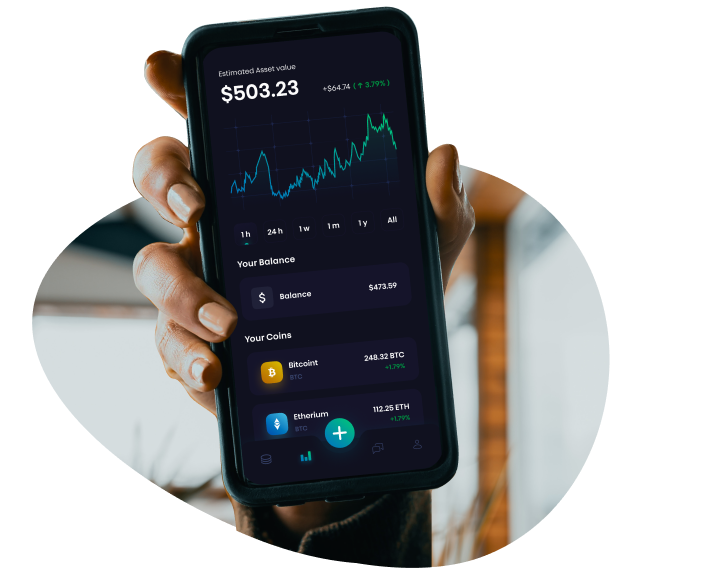 Estimated Asset value
$503.23
+$64.74 (↑ 3,79%)
1 h 24 h 1 w 1 m 1 y All
Your Balance
$ Balance $473.59
Your Coins
Bitcoint 248.32 BTC
BTC +1.79%
Etherium 112.25 ETH
BTC +1.79%